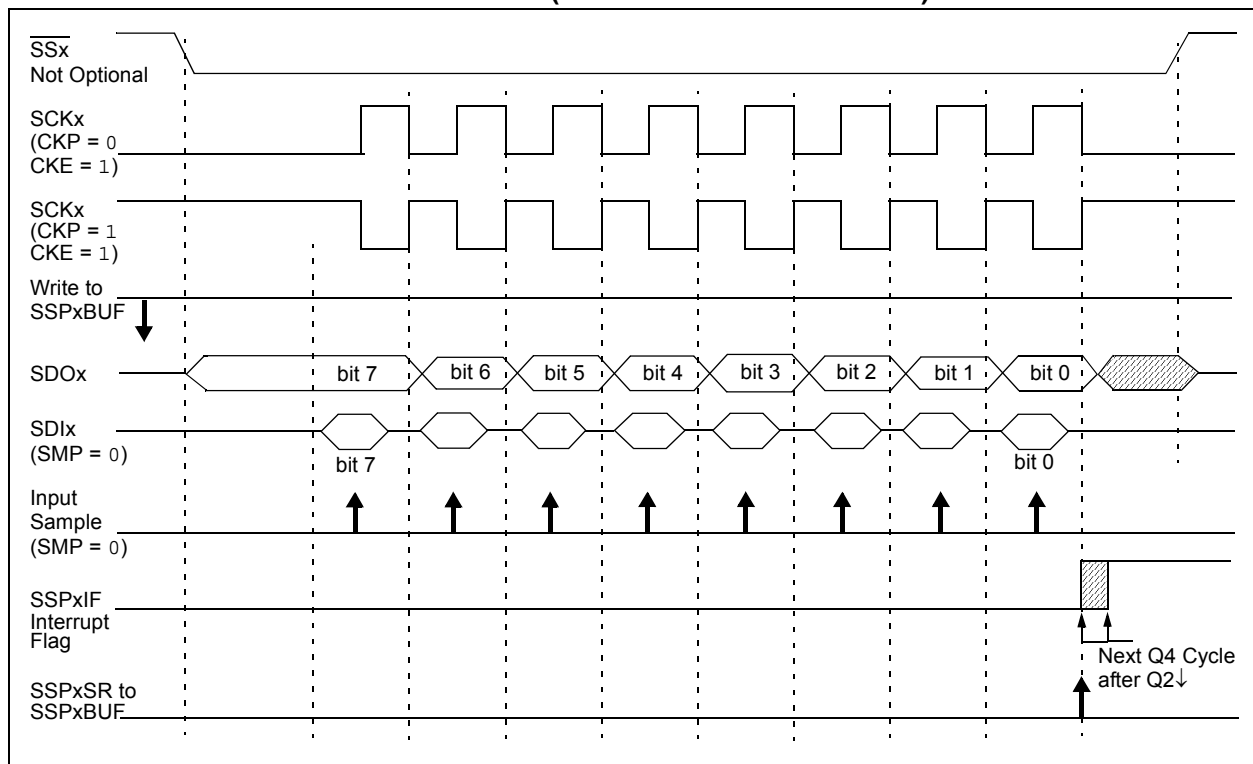 SSx
Not Optional
SCKx
(CKP = 0
CKE = 1)
SCKx
(CKP = 1
CKE = 1)
Write to
SSPxBUF
SDOx
bit 7 bit 6 bit 5 bit 4 bit 3 bit 2 bit 1 bit 0
SDIx
(SMP = 0)
bit 7 bit 0
Input
Sample
(SMP = 0)
SSPxIF
Interrupt
Flag
Next Q4 Cycle
after Q2↓
SSPxSR to
SSPxBUF